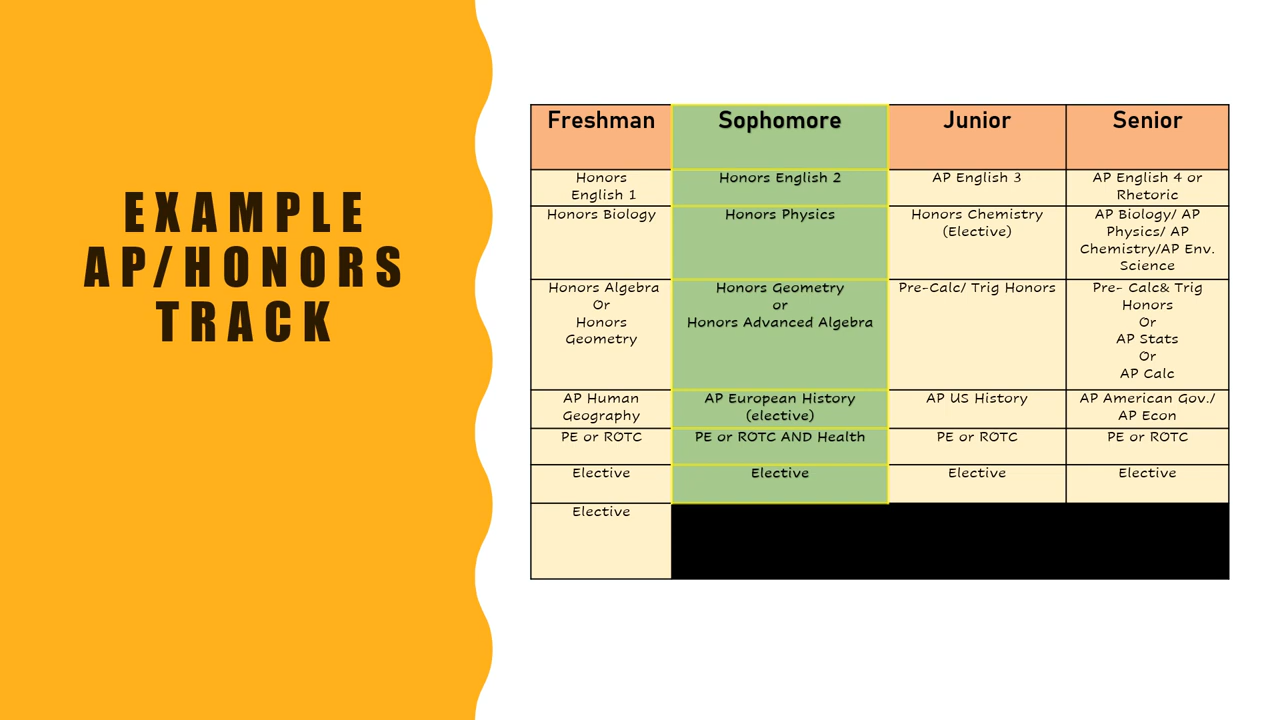 EXAMPLE
AP/HONORS
TRACK
Freshman
Sophomore
Junior
Senior
Honors
English 1
Honors English 2
AP English 3
AP English 4 or
Rhetoric
Honors Biology
Honors Physics
Honors Chemistry
(Elective)
AP Biology/ AP
Physics/ AP
Chemistry/AP Env.
Science
Honors Algebra
Or
Honors
Geometry
Honors Geometry
or
Honors Advanced Algebra
Pre-Calc/ Trig Honors
Pre- Calc& Trig
Honors
Or
AP Stats
Or
AP Calc
AP Human
Geography
AP European History
(elective)
AP US History
AP American Gov./
AP Econ
PE or ROTC
PE or ROTC AND Health
PE or ROTC
PE or ROTC
Elective
Elective
Elective
Elective
Elective